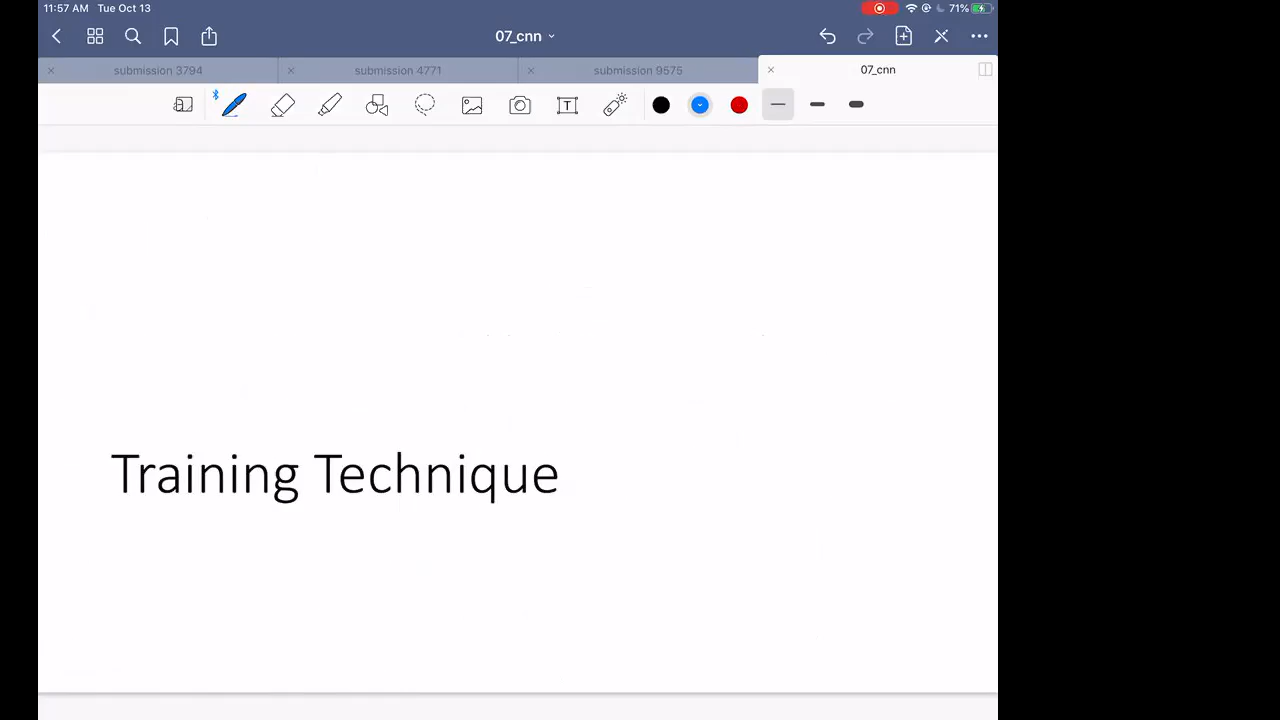 11:57 AM Tue Oct 13
71%
07_cnn
submission 3794
submission 4771
submission 9575
07_cnn
T
Training Technique